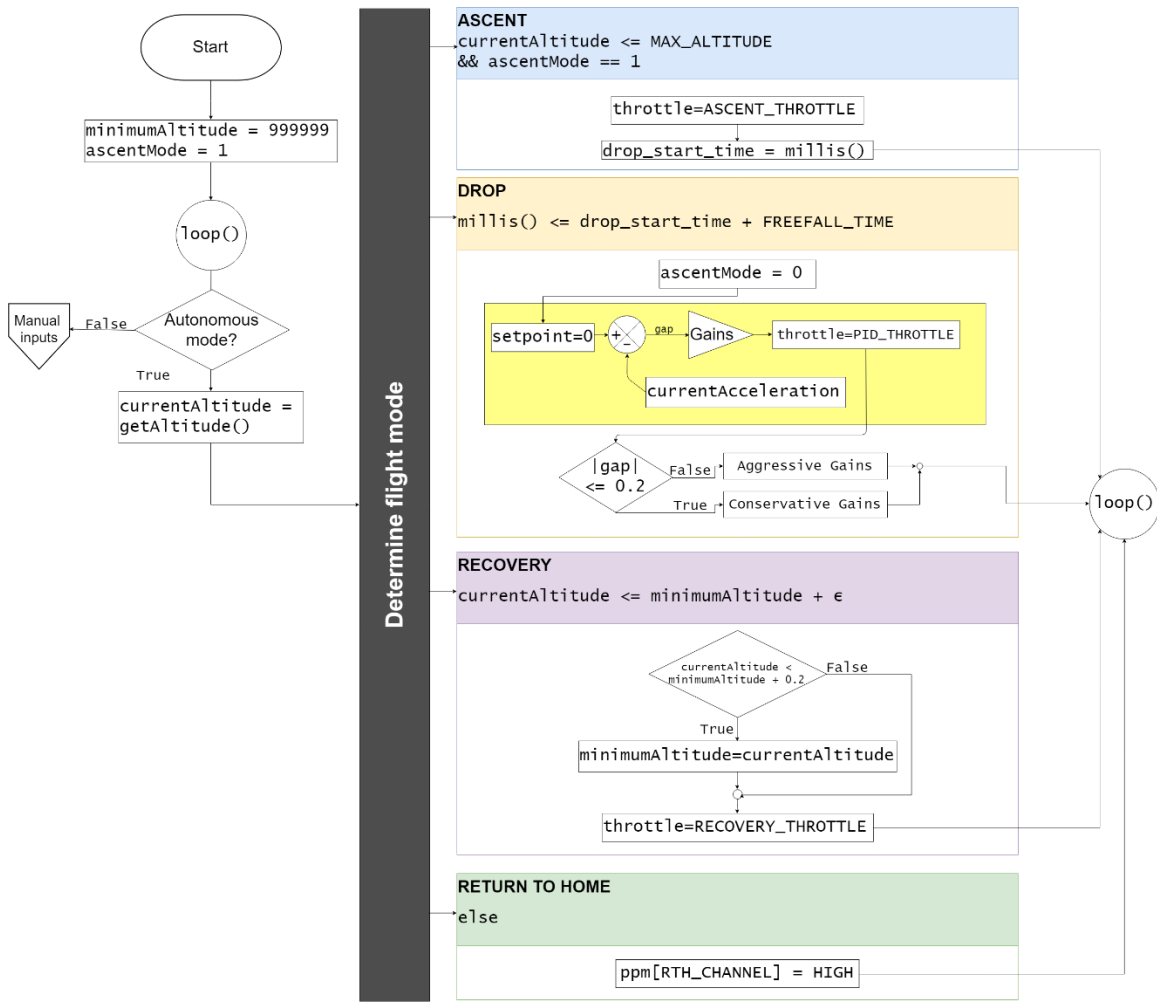 Start
minimumAltitude = 999999
ascentMode = 1
loop()
Autonomous
mode?
False
Manual
inputs
True
currentAltitude =
getAltitude()
Determine flight mode
ASCENT
currentAltitude <= MAX_ALTITUDE
&& ascentMode == 1
throttle=ASCENT_THROTTLE
drop_start_time = millis()
DROP
millis() <= drop_start_time + FREEFALL_TIME
ascentMode = 0
setpoint=0
+
-
gap
Gains
throttle=PID_THROTTLE
currentAcceleration
|gap|
<= 0.2
False
Aggressive Gains
True
Conservative Gains
RECOVERY
currentAltitude <= minimumAltitude + ϵ
currentAltitude <
minimumAltitude + 0.2
False
True
minimumAltitude=currentAltitude
throttle=RECOVERY_THROTTLE
RETURN TO HOME
else
ppm[RTH_CHANNEL] = HIGH
loop()